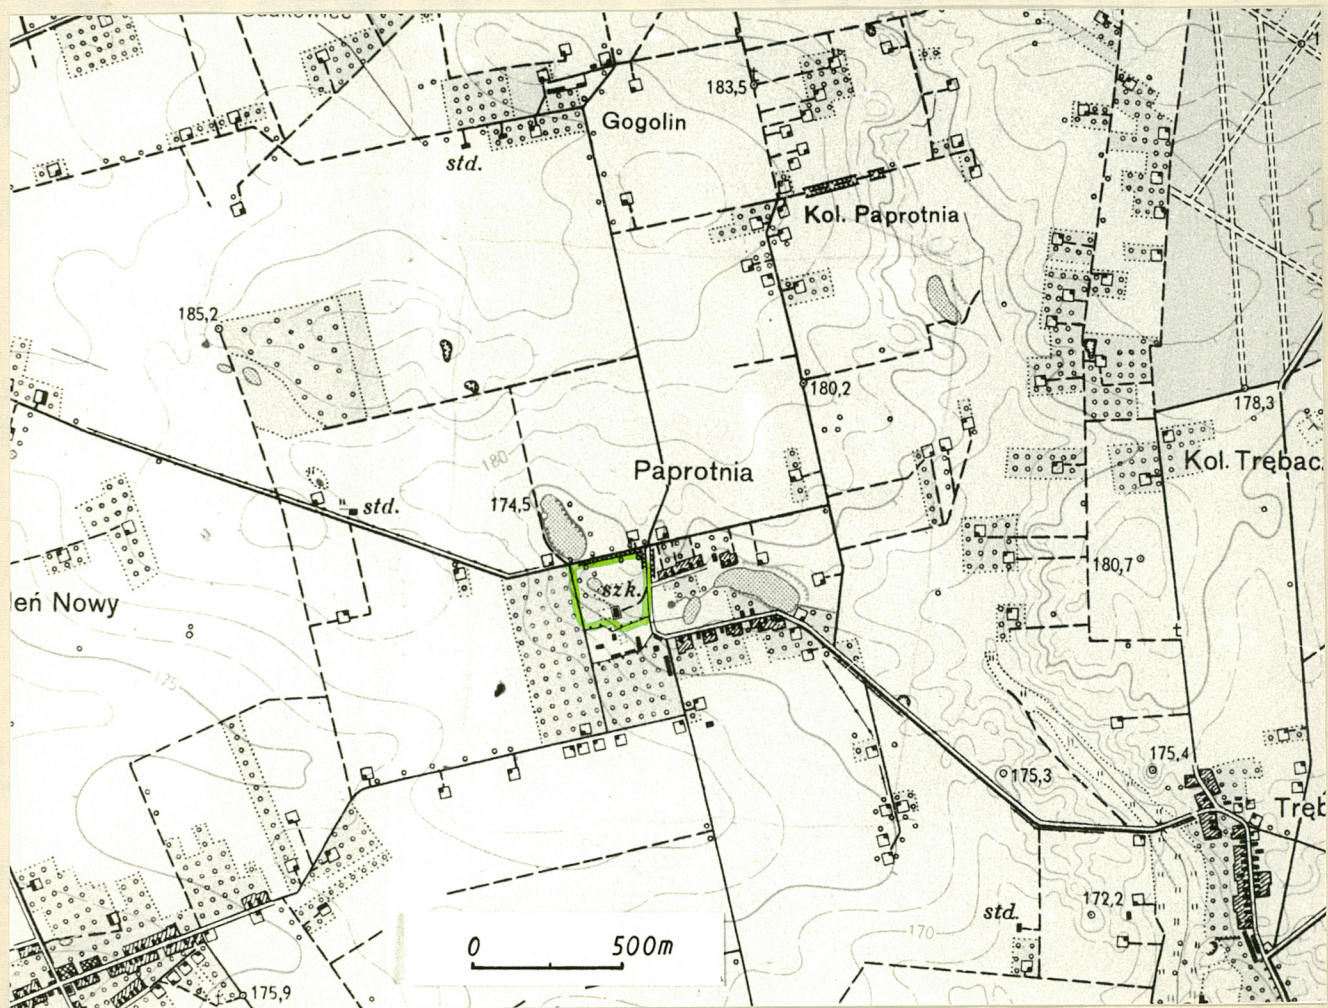 183,5
Gogolin
std.
Kol. Paprotnia
185,2
180,2
178,3
Kol. Trębac
180
Paprotnia
174,5
std.
180,7
szk.
leń Nowy
175
t
175,4
175,3
Tręb
172,2
std.
170
0 500m
175,9